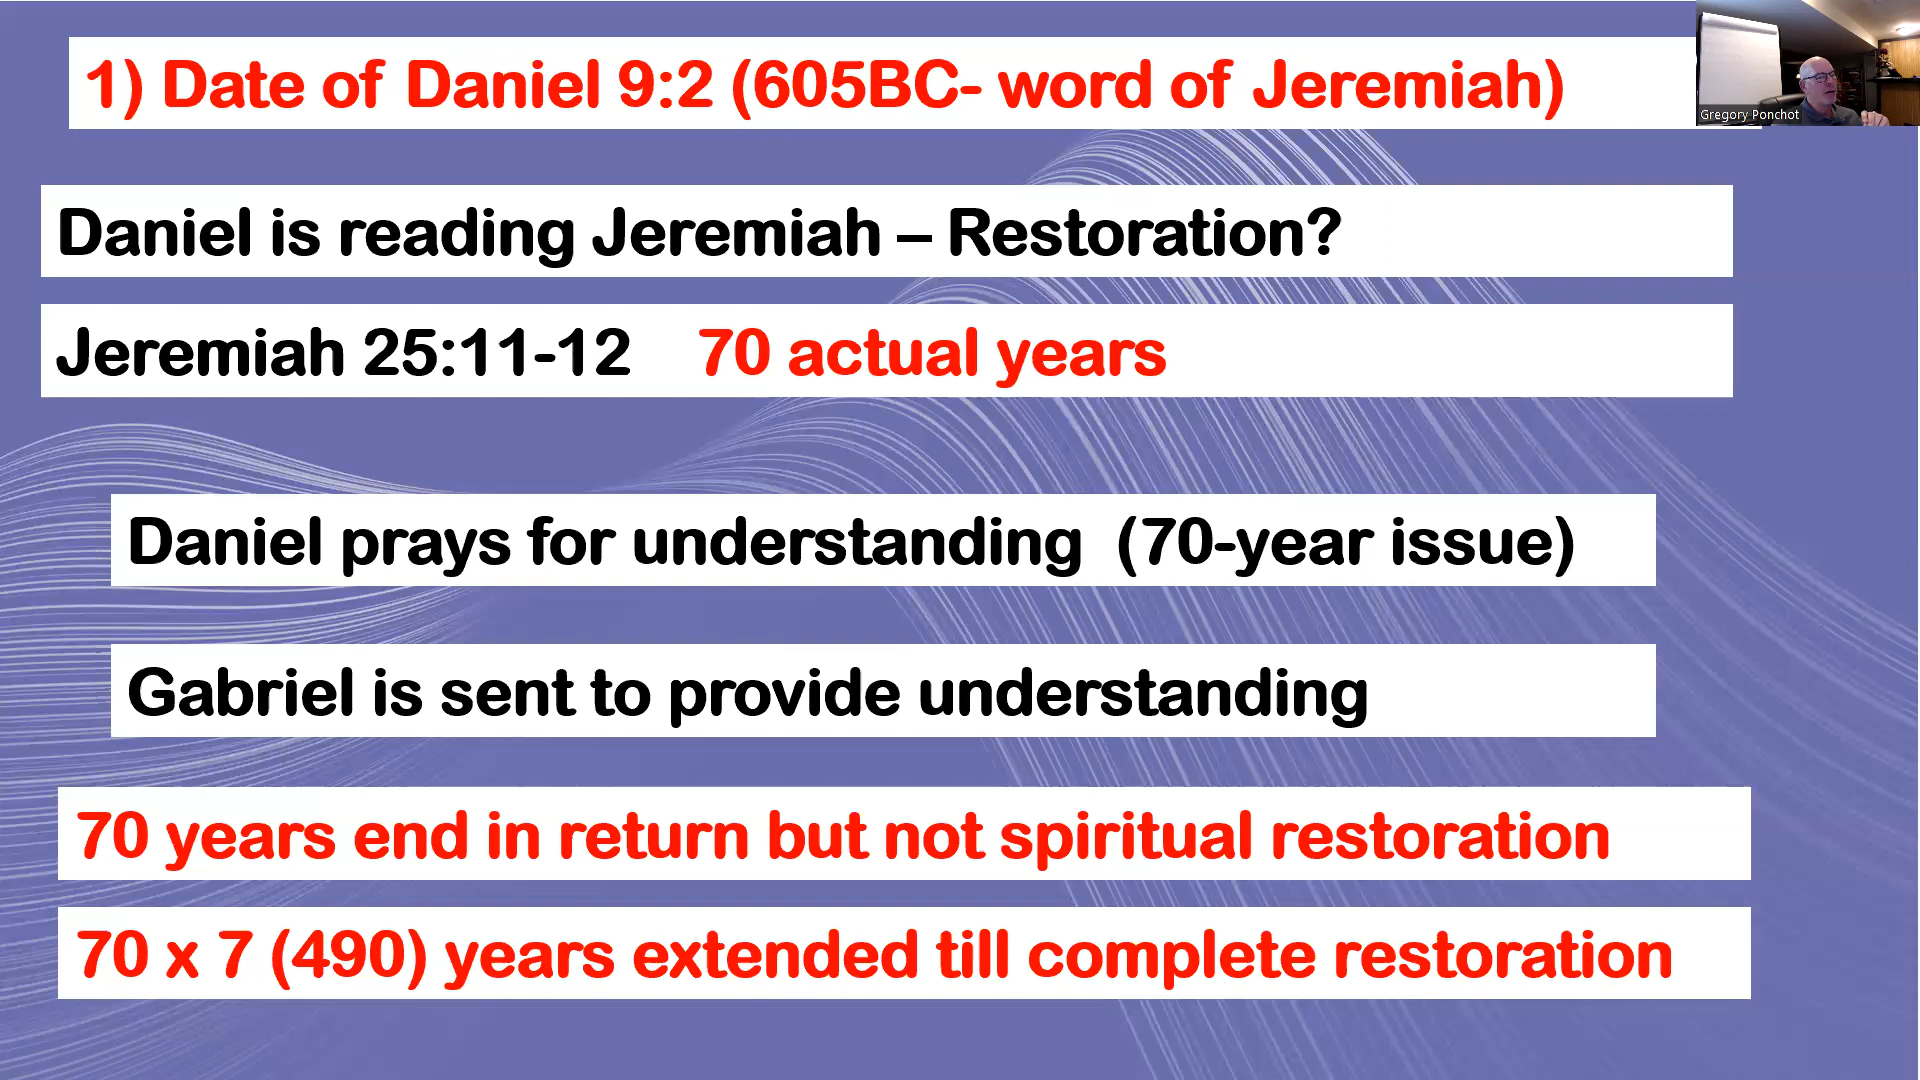 1) Date of Daniel 9:2 (605BC- word of Jeremiah)
Gregory Ponchot
Daniel is reading Jeremiah – Restoration?
Jeremiah 25:11-12 70 actual years
Daniel prays for understanding (70-year issue)
Gabriel is sent to provide understanding
70 years end in return but not spiritual restoration
70 x 7 (490) years extended till complete restoration